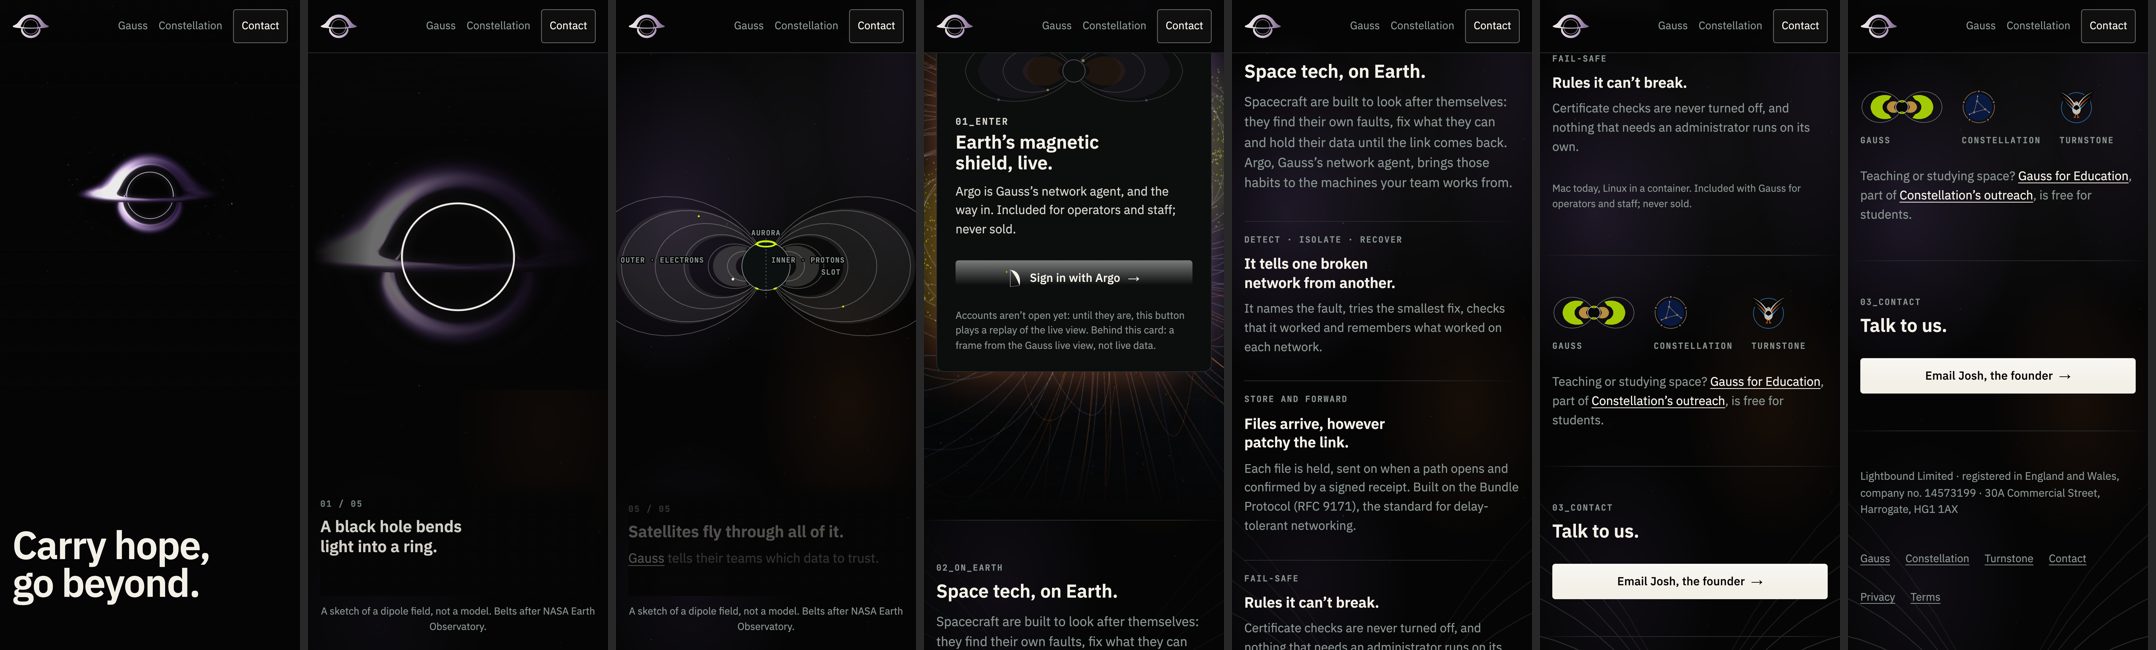 Gauss Constellation Contact
Carry hope,
go beyond.
Gauss Constellation Contact
01 / 05
A black hole bends
light into a ring.
A sketch of a dipole field, not a model. Belts after NASA Earth
Observatory.
Gauss Constellation Contact
AURORA
OUTER · ELECTRONS
INNER · PROTONS
SLOT
05 / 05
Satellites fly through all of it.
Gauss tells their teams which data to trust.
A sketch of a dipole field, not a model. Belts after NASA Earth
Observatory.
Gauss Constellation Contact
01_ENTER
Earth’s magnetic
shield, live.
Argo is Gauss’s network agent, and the
way in. Included for operators and staff;
never sold.
Sign in with Argo →
Accounts aren’t open yet: until they are, this button
plays a replay of the live view. Behind this card: a
frame from the Gauss live view, not live data.
02_ON_EARTH
Space tech, on Earth.
Spacecraft are built to look after themselves:
they find their own faults, fix what they can
Gauss Constellation Contact
Space tech, on Earth.
Spacecraft are built to look after themselves:
they find their own faults, fix what they can
and hold their data until the link comes back.
Argo, Gauss’s network agent, brings those
habits to the machines your team works from.
DETECT · ISOLATE · RECOVER
It tells one broken
network from another.
It names the fault, tries the smallest fix, checks
that it worked and remembers what worked on
each network.
STORE AND FORWARD
Files arrive, however
patchy the link.
Each file is held, sent on when a path opens and
confirmed by a signed receipt. Built on the Bundle
Protocol (RFC 9171), the standard for delay-
tolerant networking.
FAIL-SAFE
Rules it can’t break.
Certificate checks are never turned off, and
nothing that needs an administrator runs on its
Gauss Constellation Contact
FAIL-SAFE
Rules it can’t break.
Certificate checks are never turned off, and
nothing that needs an administrator runs on its
own.
Mac today, Linux in a container. Included with Gauss for
operators and staff; never sold.
GAUSS CONSTELLATION TURNSTONE
Teaching or studying space? Gauss for Education,
part of Constellation’s outreach, is free for
students.
03_CONTACT
Talk to us.
Email Josh, the founder →
Gauss Constellation Contact
GAUSS CONSTELLATION TURNSTONE
Teaching or studying space? Gauss for Education,
part of Constellation’s outreach, is free for
students.
03_CONTACT
Talk to us.
Email Josh, the founder →
Lightbound Limited · registered in England and Wales,
company no. 14573199 · 30A Commercial Street,
Harrogate, HG1 1AX
Gauss Constellation Turnstone Contact
Privacy Terms